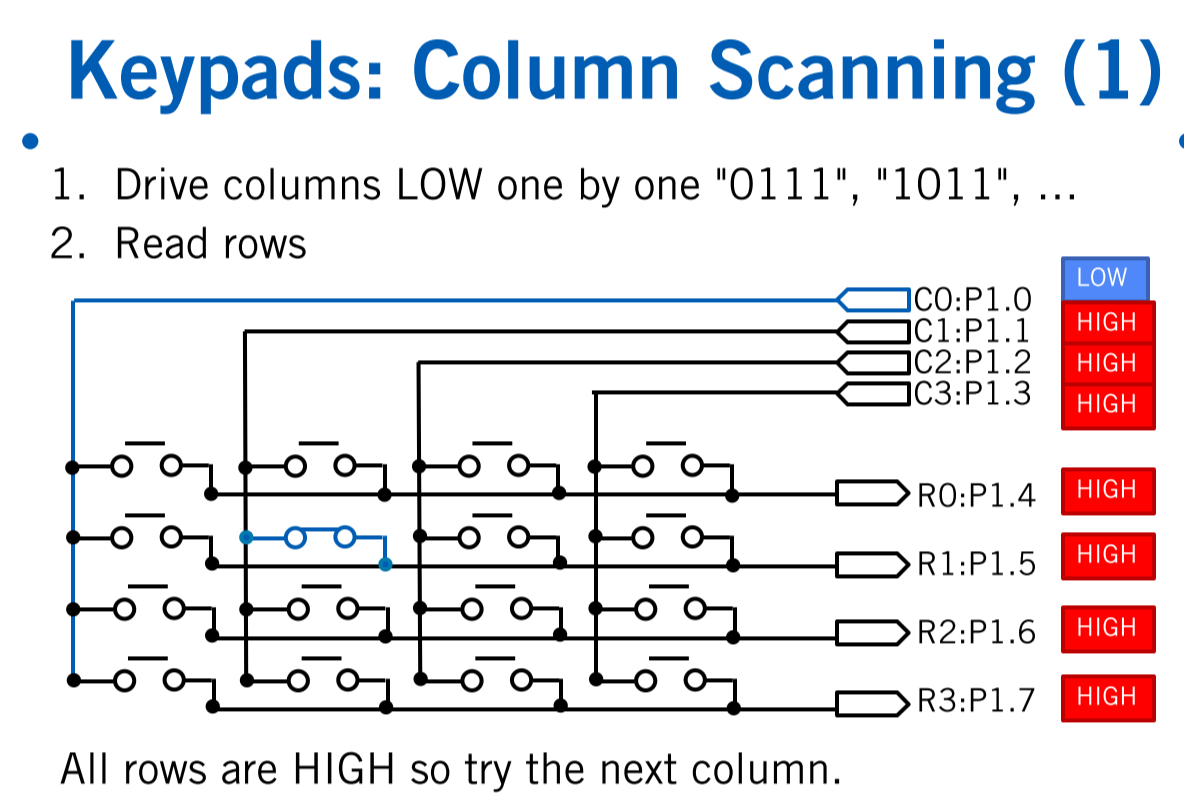 Keypads: Column Scanning (1)
1. Drive columns LOW one by one "0111", "1011", ...
2. Read rows
C0:P1.0 LOW
C1:P1.1 HIGH
C2:P1.2 HIGH
C3:P1.3 HIGH
R0:P1.4 HIGH
R1:P1.5 HIGH
R2:P1.6 HIGH
R3:P1.7 HIGH
All rows are HIGH so try the next column.